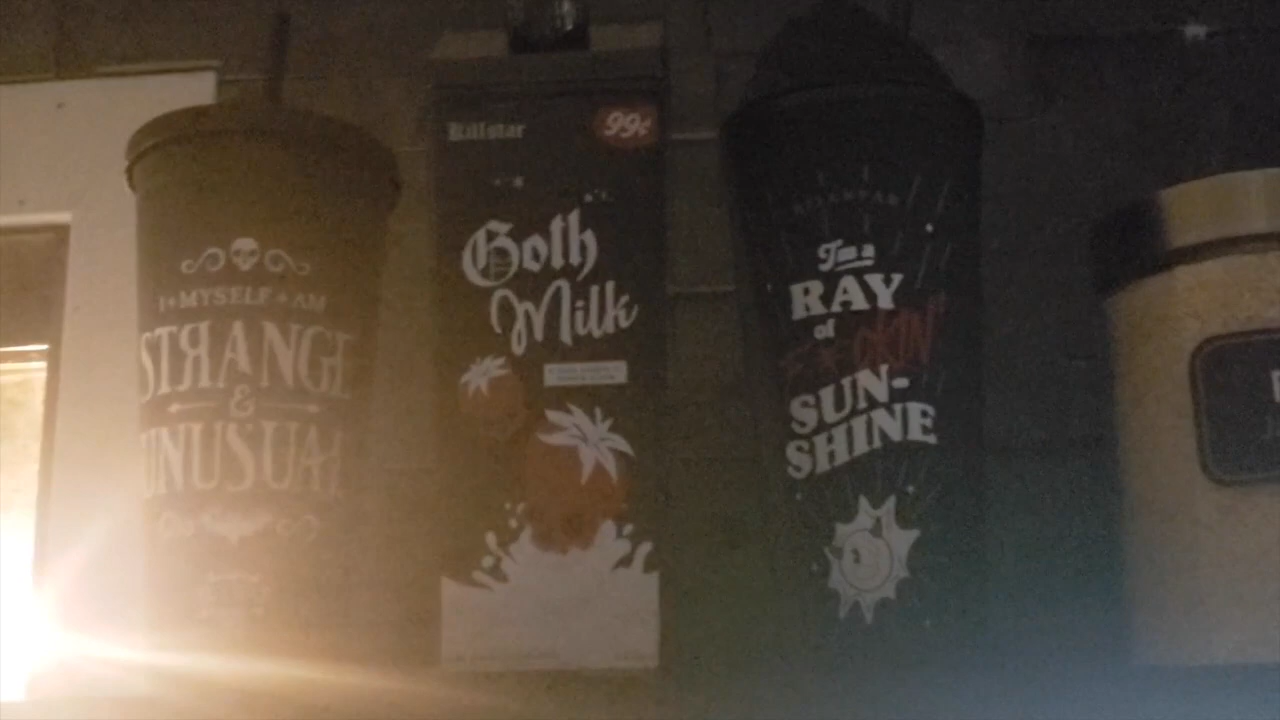 I MYSELF AM
STRANGE
&
UNUSUAL
Killstar
99¢
Goth
Milk
I'm a
RAY
of
SUN-
SHINE